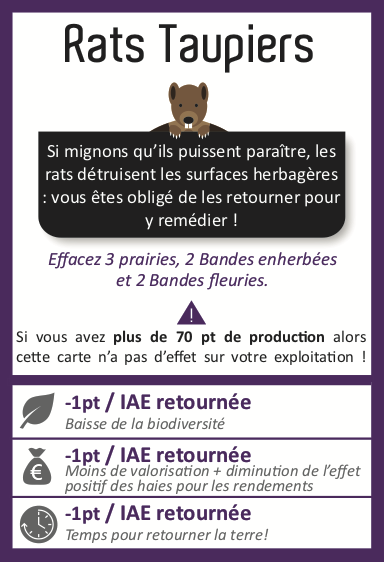 Rats Taupiers
Si mignons qu'ils puissent paraître, les
rats détruisent les surfaces herbagères
: vous êtes obligé de les retourner pour
y remédier !
Effacez 3 prairies, 2 Bandes enherbées
et 2 Bandes fleuries.
!
Si vous avez plus de 70 pt de production alors
cette carte n'a pas d'effet sur votre exploitation !
-1pt / IAE retournée
Baisse de la biodiversité
-1pt / IAE retournée
Moins de valorisation + diminution de l'effet
positif des haies pour les rendements
€
-1pt / IAE retournée
Temps pour retourner la terre!